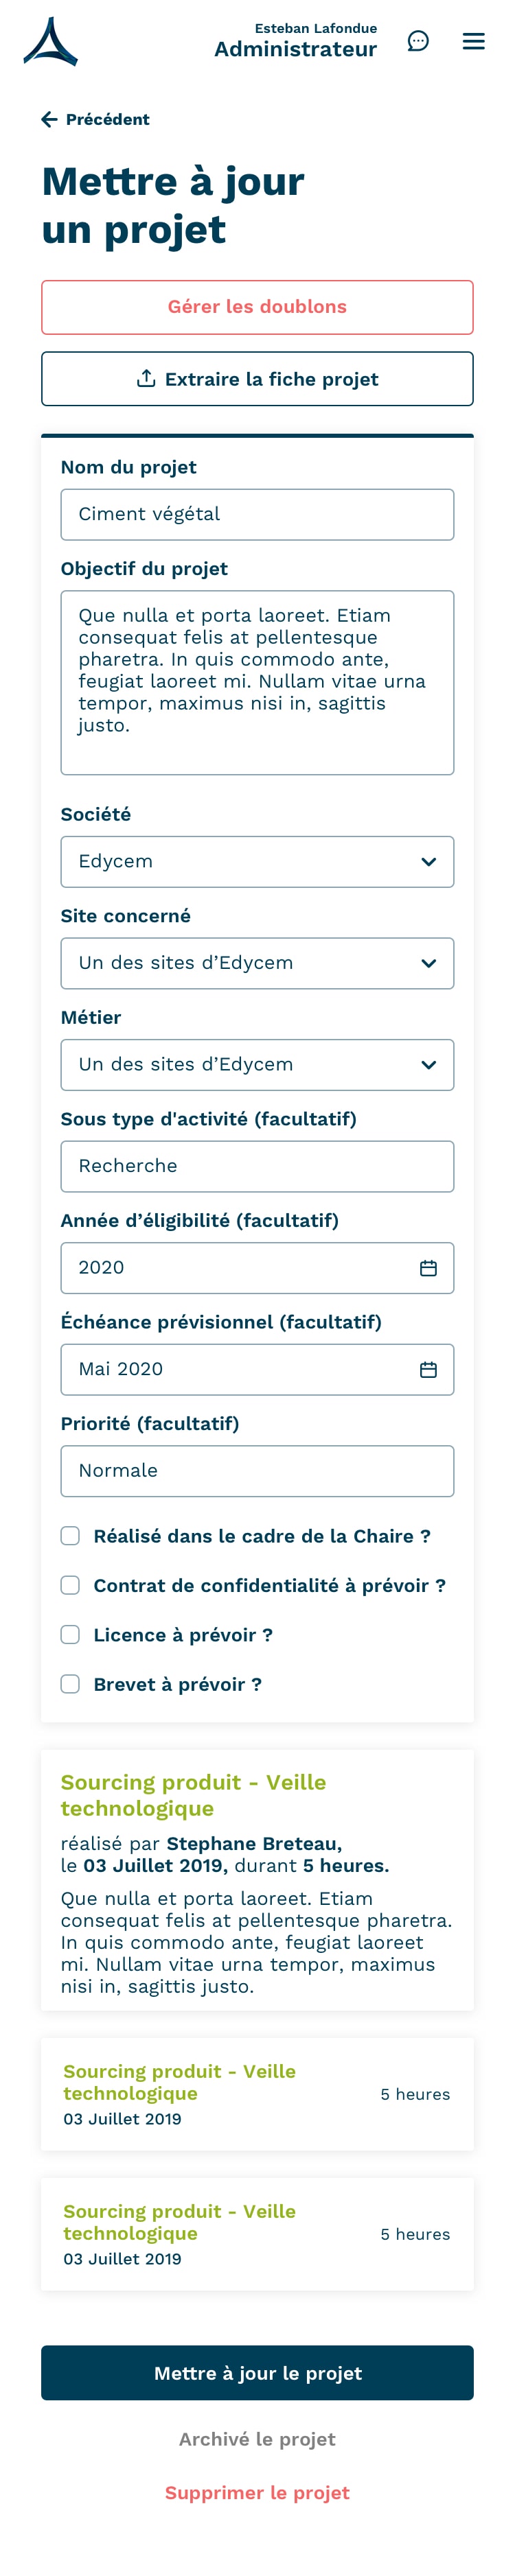 Esteban Lafondue
Administrateur
Précédent
Mettre à jour
un projet
Gérer les doublons
Extraire la fiche projet
Nom du projet
Ciment végétal
Objectif du projet
Que nulla et porta laoreet. Etiam
consequat felis at pellentesque
pharetra. In quis commodo ante,
feugiat laoreet mi. Nullam vitae urna
tempor, maximus nisi in, sagittis
justo.
Société
Edycem
Site concerné
Un des sites d’Edycem
Métier
Un des sites d’Edycem
Sous type d'activité (facultatif)
Recherche
Année d’éligibilité (facultatif)
2020
Échéance prévisionnel (facultatif)
Mai 2020
Priorité (facultatif)
Normale
Réalisé dans le cadre de la Chaire ?
Contrat de confidentialité à prévoir ?
Licence à prévoir ?
Brevet à prévoir ?
Sourcing produit - Veille
technologique
réalisé par Stephane Breteau,
le 03 Juillet 2019, durant 5 heures.
Que nulla et porta laoreet. Etiam
consequat felis at pellentesque pharetra.
In quis commodo ante, feugiat laoreet
mi. Nullam vitae urna tempor, maximus
nisi in, sagittis justo.
Sourcing produit - Veille
technologique
5 heures
03 Juillet 2019
Sourcing produit - Veille
technologique
5 heures
03 Juillet 2019
Mettre à jour le projet
Archivé le projet
Supprimer le projet